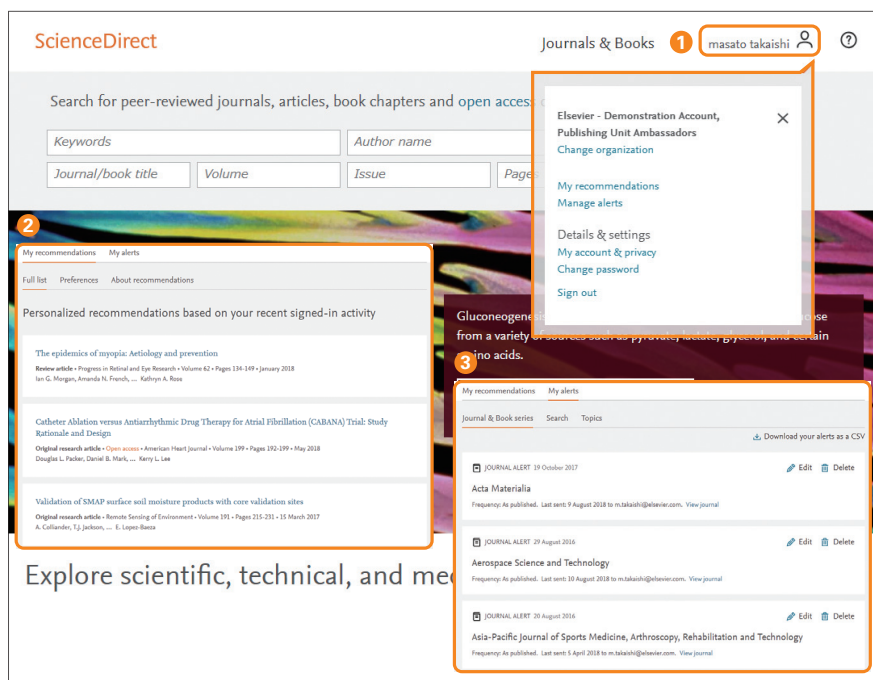 ScienceDirect
Journals & Books
1
masato takaishi
?
Search for peer-reviewed journals, articles, book chapters and open access
Keywords
Author name
Journal/book title
Volume
Issue
Pages
Elsevier - Demonstration Account,
Publishing Unit Ambassadors
Change organization
My recommendations
Manage alerts
Details & settings
My account & privacy
Change password
Sign out
2
My recommendations My alerts
Full list Preferences About recommendations
Personalized recommendations based on your recent signed-in activity
The epidemics of myopia: Aetiology and prevention
Review article • Progress in Retinal and Eye Research • Volume 62 • Pages 134-149 • January 2018
Ian G. Morgan, Amanda N. French, ... Kathryn A. Rose
Catheter Ablation versus Antiarrhythmic Drug Therapy for Atrial Fibrillation (CABANA) Trial: Study
Rationale and Design
Original research article • Open access • American Heart Journal • Volume 199 • Pages 192-199 • May 2018
Douglas L. Packer, Daniel B. Mark, ... Kerry L. Lee
Validation of SMAP surface soil moisture products with core validation sites
Original research article • Remote Sensing of Environment • Volume 191 • Pages 215-231 • 15 March 2017
A. Colliander, T.J. Jackson, ... E. Lopez-Baeza
Gluconeogenesis
from a variety of sources such as pyruvate, lactate, glycerol, and certain
amino acids.
3
My recommendations My alerts
Journal & Book series Search Topics
Download your alerts as a CSV
JOURNAL ALERT 19 October 2017 Edit Delete
Acta Materialia
Frequency: As published. Last sent: 9 August 2018 to m.takaishi@elsevier.com. View journal
JOURNAL ALERT 29 August 2016 Edit Delete
Aerospace Science and Technology
Frequency: As published. Last sent: 10 August 2018 to m.takaishi@elsevier.com. View journal
JOURNAL ALERT 20 August 2016 Edit Delete
Asia-Pacific Journal of Sports Medicine, Arthroscopy, Rehabilitation and Technology
Frequency: As published. Last sent: 5 April 2018 to m.takaishi@elsevier.com. View journal
Explore scientific, technical, and me